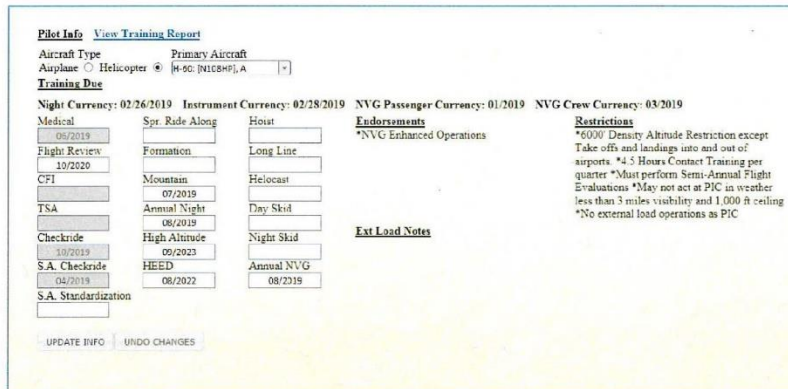 Pilot Info View Training Report
Aircraft Type Primary Aircraft
Airplane Helicopter H-60: [N108HP], A
Training Due
Night Currency: 02/26/2019 Instrument Currency: 02/28/2019 NVG Passenger Currency: 01/2019 NVG Crew Currency: 03/2019
Medical Spr. Ride Along Hoist
06/2019
Flight Review Formation Long Line
10/2020
CFI Mountain Helocast
07/2019
TSA Annual Night Day Skid
08/2019
Checkride High Altitude Night Skid
10/2019 09/2023
S.A. Checkride HEED Annual NVG
04/2019 08/2022 08/2019
S.A. Standardization
Endorsements
*NVG Enhanced Operations
Ext Load Notes
Restrictions
*6000' Density Altitude Restriction except
Take offs and landings into and out of
airports. *4.5 Hours Contact Training per
quarter *Must perform Semi-Annual Flight
Evaluations *May not act at PIC in weather
less than 3 miles visibility and 1,000 ft ceiling
*No external load operations as PIC
UPDATE INFO UNDO CHANGES